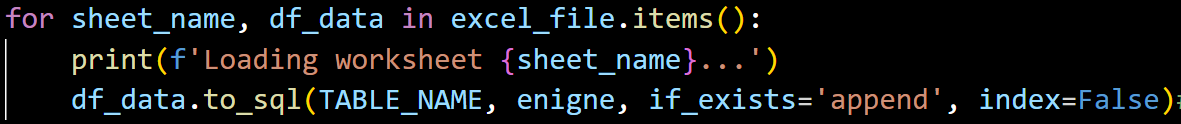 for sheet_name, df_data in excel_file.items():
    print(f'Loading worksheet {sheet_name}...')
    df_data.to_sql(TABLE_NAME, enigne, if_exists='append', index=False)#